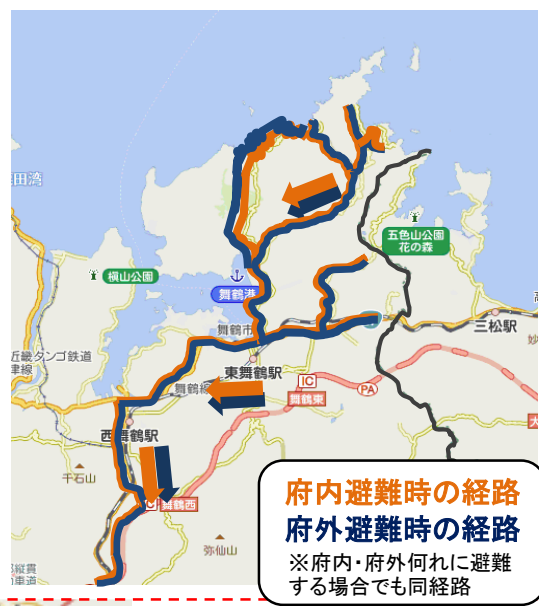 田湾
槇山公園
五色山公園
花の森
舞鶴港
三松駅
舞鶴市
近畿タンゴ鉄道
津線
東舞鶴駅
舞鶴線
IC
PA
舞鶴東
西舞鶴駅
千石山
舞鶴西
弥仙山
府内避難時の経路
府外避難時の経路
※府内・府外何れに避難
する場合でも同経路